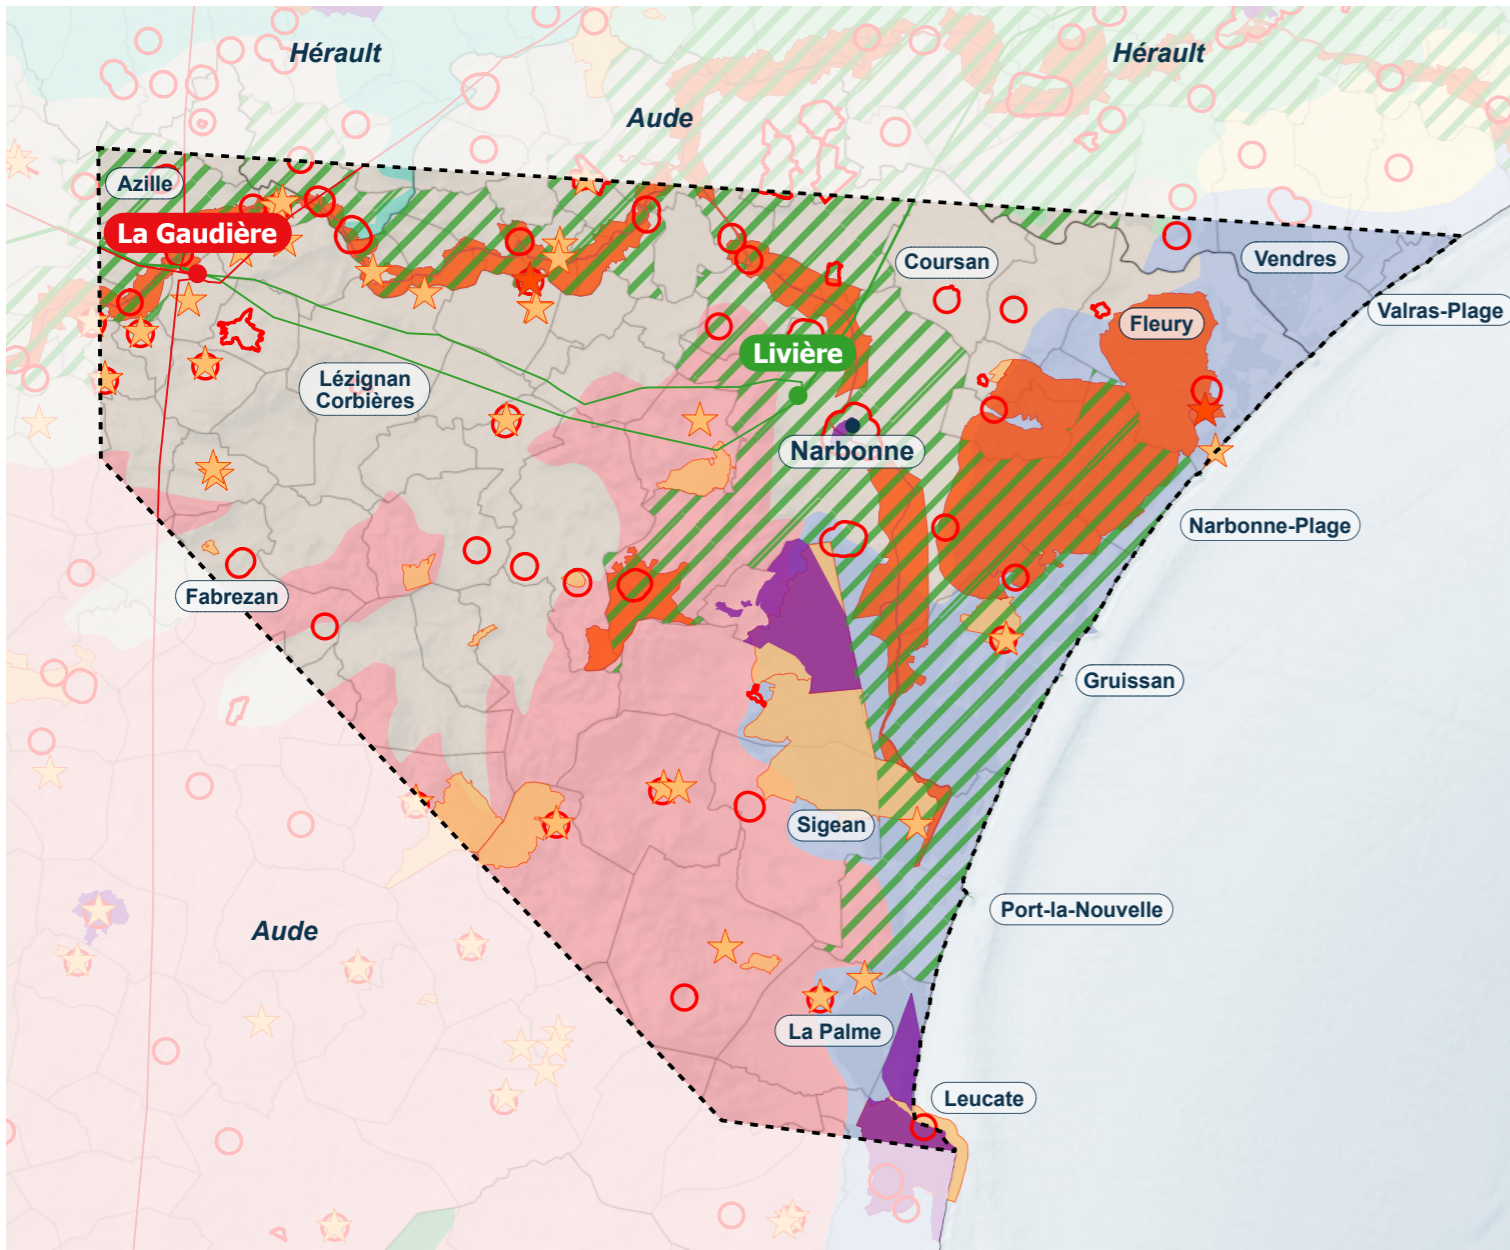 Hérault
Hérault
Aude
Azille
La Gaudière
Coursan
Vendres
Valras-Plage
Fleury
Livière
Lézignan
Corbières
Narbonne
Narbonne-Plage
Fabrezan
Gruissan
Sigean
Port-la-Nouvelle
Aude
La Palme
Leucate